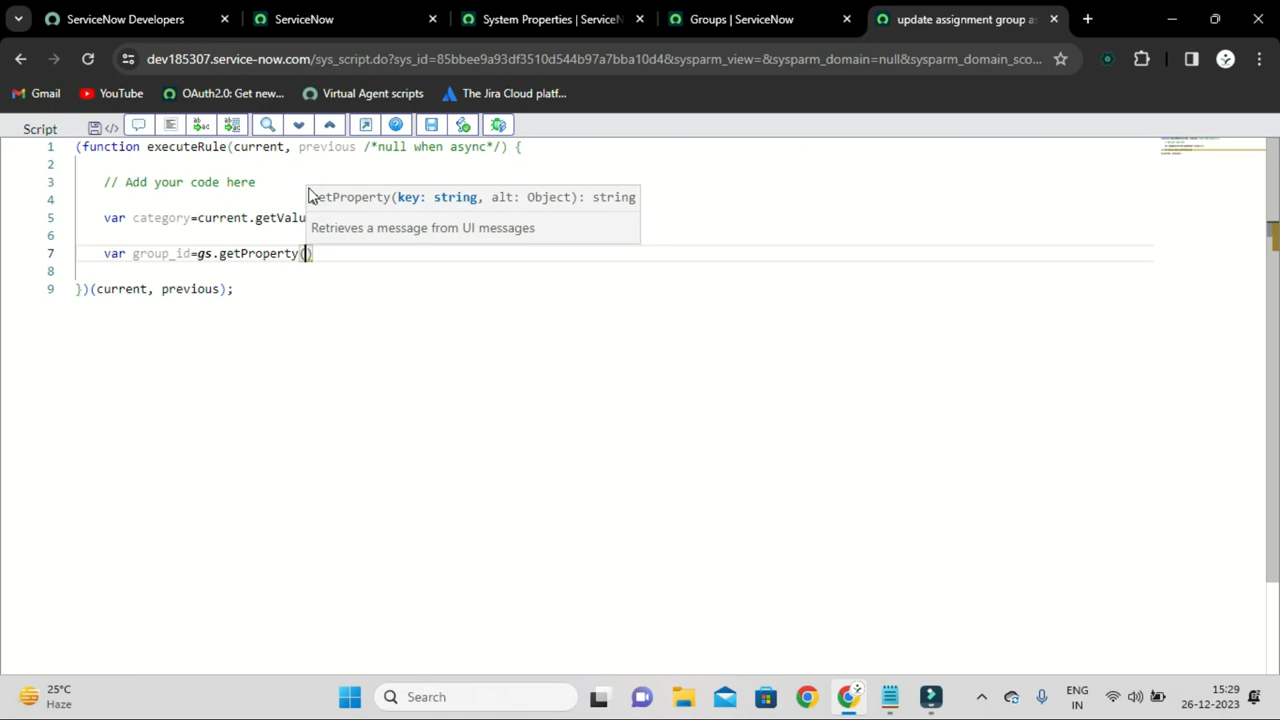 ServiceNow Developers
ServiceNow
System Properties | ServiceN
Groups | ServiceNow
update assignment group as
dev185307.service-now.com/sys_script.do?sys_id=85bbee9a93df3510d544b97a7bba10d4&sysparm_view=&sysparm_domain=null&sysparm_domain_sco...
Gmail
YouTube
OAuth2.0: Get new...
Virtual Agent scripts
The Jira Cloud platf...
Script
1 (function executeRule(current, previous /*null when async*/) {
2
3 // Add your code here
4 getProperty(key: string, alt: Object): string
5 var category=current.getValu
Retrieves a message from UI messages
6
7 var group_id=gs.getProperty()
8
9 })(current, previous);
25°C
Haze
Search
ENG
IN
15:29
26-12-2023